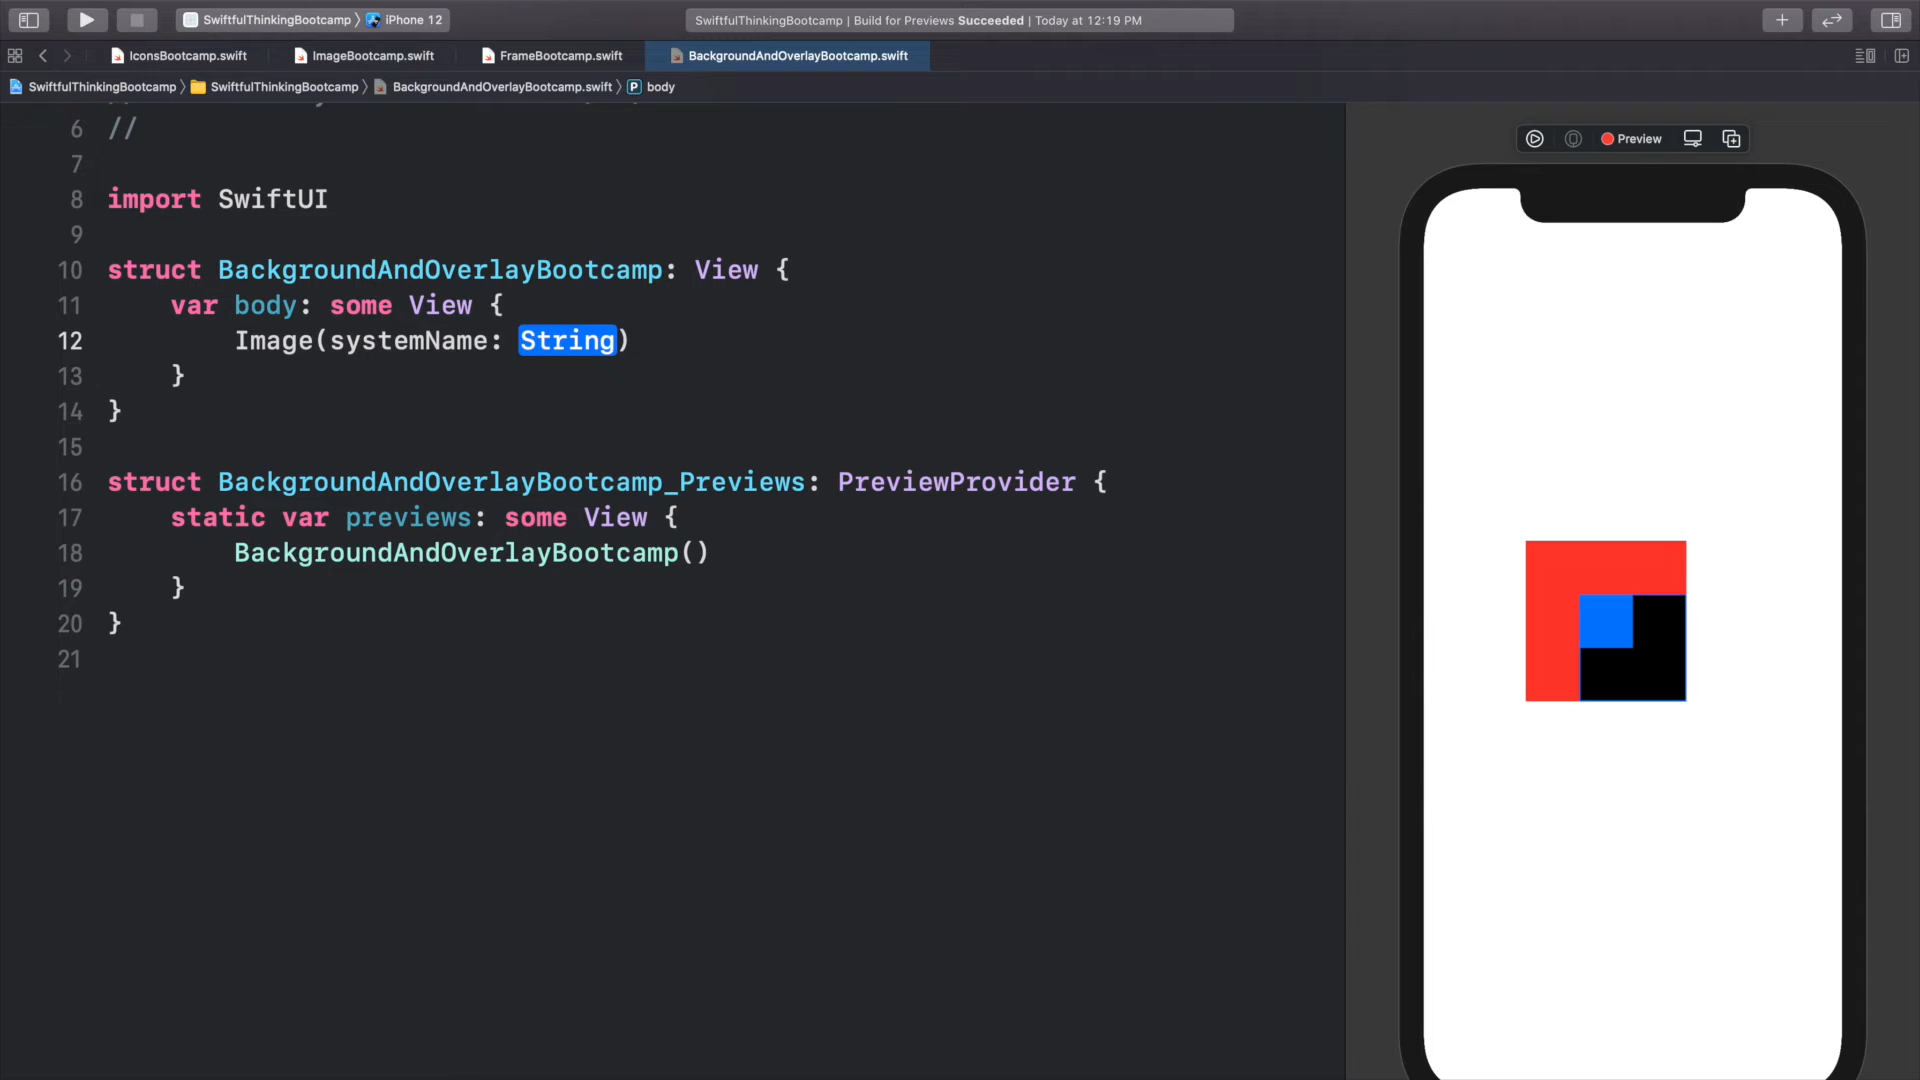 SwiftfulThinkingBootcamp 〉 iPhone 12
SwiftfulThinkingBootcamp | Build for Previews Succeeded | Today at 12:19 PM
IconsBootcamp.swift
ImageBootcamp.swift
FrameBootcamp.swift
BackgroundAndOverlayBootcamp.swift
SwiftfulThinkingBootcamp 〉 SwiftfulThinkingBootcamp 〉 BackgroundAndOverlayBootcamp.swift 〉 P body
6 //
7
8 import SwiftUI
9
10 struct BackgroundAndOverlayBootcamp: View {
11 var body: some View {
12 Image(systemName: String)
13 }
14 }
15
16 struct BackgroundAndOverlayBootcamp_Previews: PreviewProvider {
17 static var previews: some View {
18 BackgroundAndOverlayBootcamp()
19 }
20 }
21
Preview